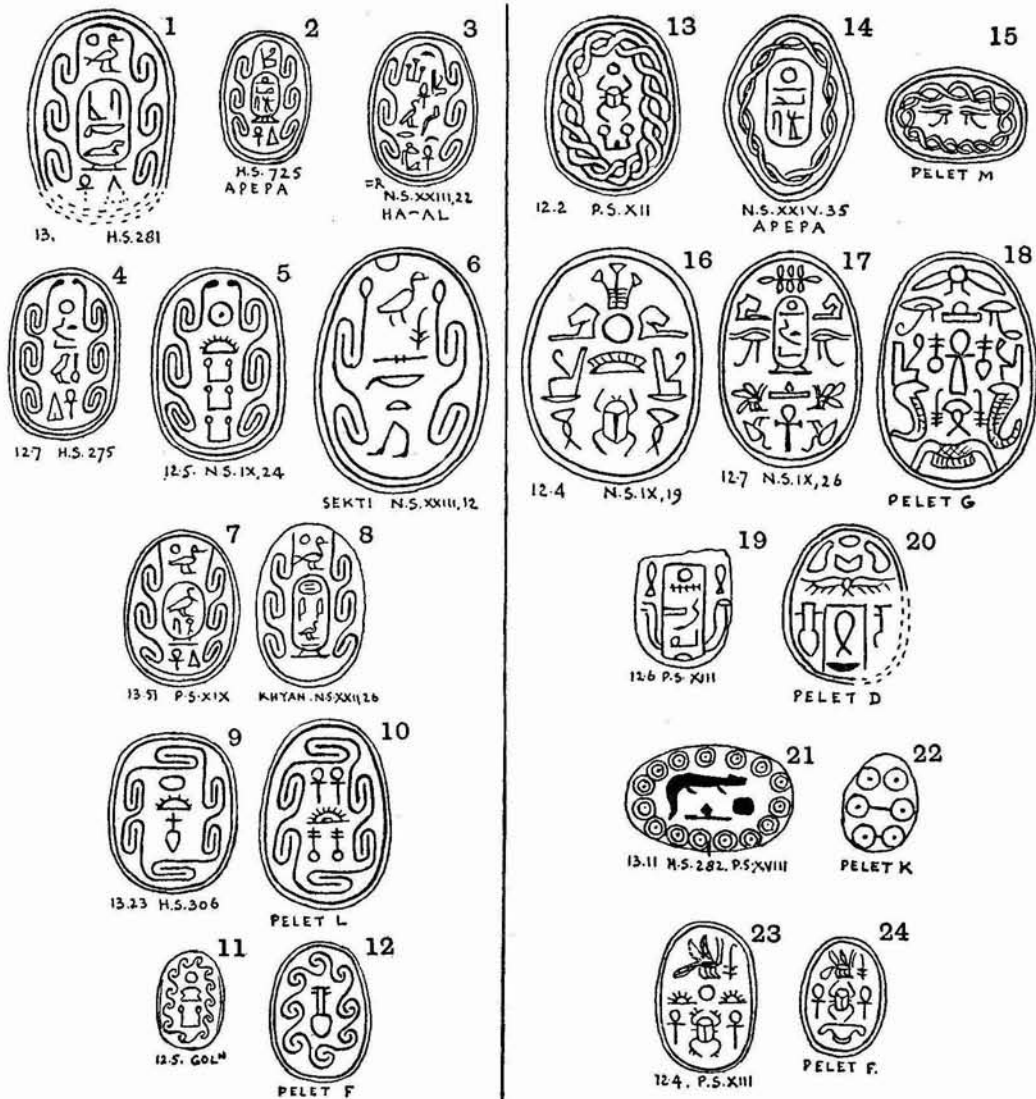 1 2 3
H.S. 725
APEPA
=R
N.S.XXIII,22
HA-AL
13. H.S.281
4 5 6
12.7 H.S.275
12.5. N.S.IX,24
SEKTI N.S.XXIII,12
7 8
13.51 P.S.XIX
KHYAN. N.S.XXII,26
9 10
13.23 H.S.306
PELET L
11 12
12.5. GOLN
PELET F
13 14 15
12.2 P.S.XII
N.S.XXIV.35
APEPA
PELET M
16 17 18
12.4 N.S.IX,19
12.7 N.S.IX,26
PELET G
19 20
12.6 P.S.XIII
PELET D
21 22
13.11 H.S.282. P.S.XVIII
PELET K
23 24
12.4. P.S.XIII
PELET F.